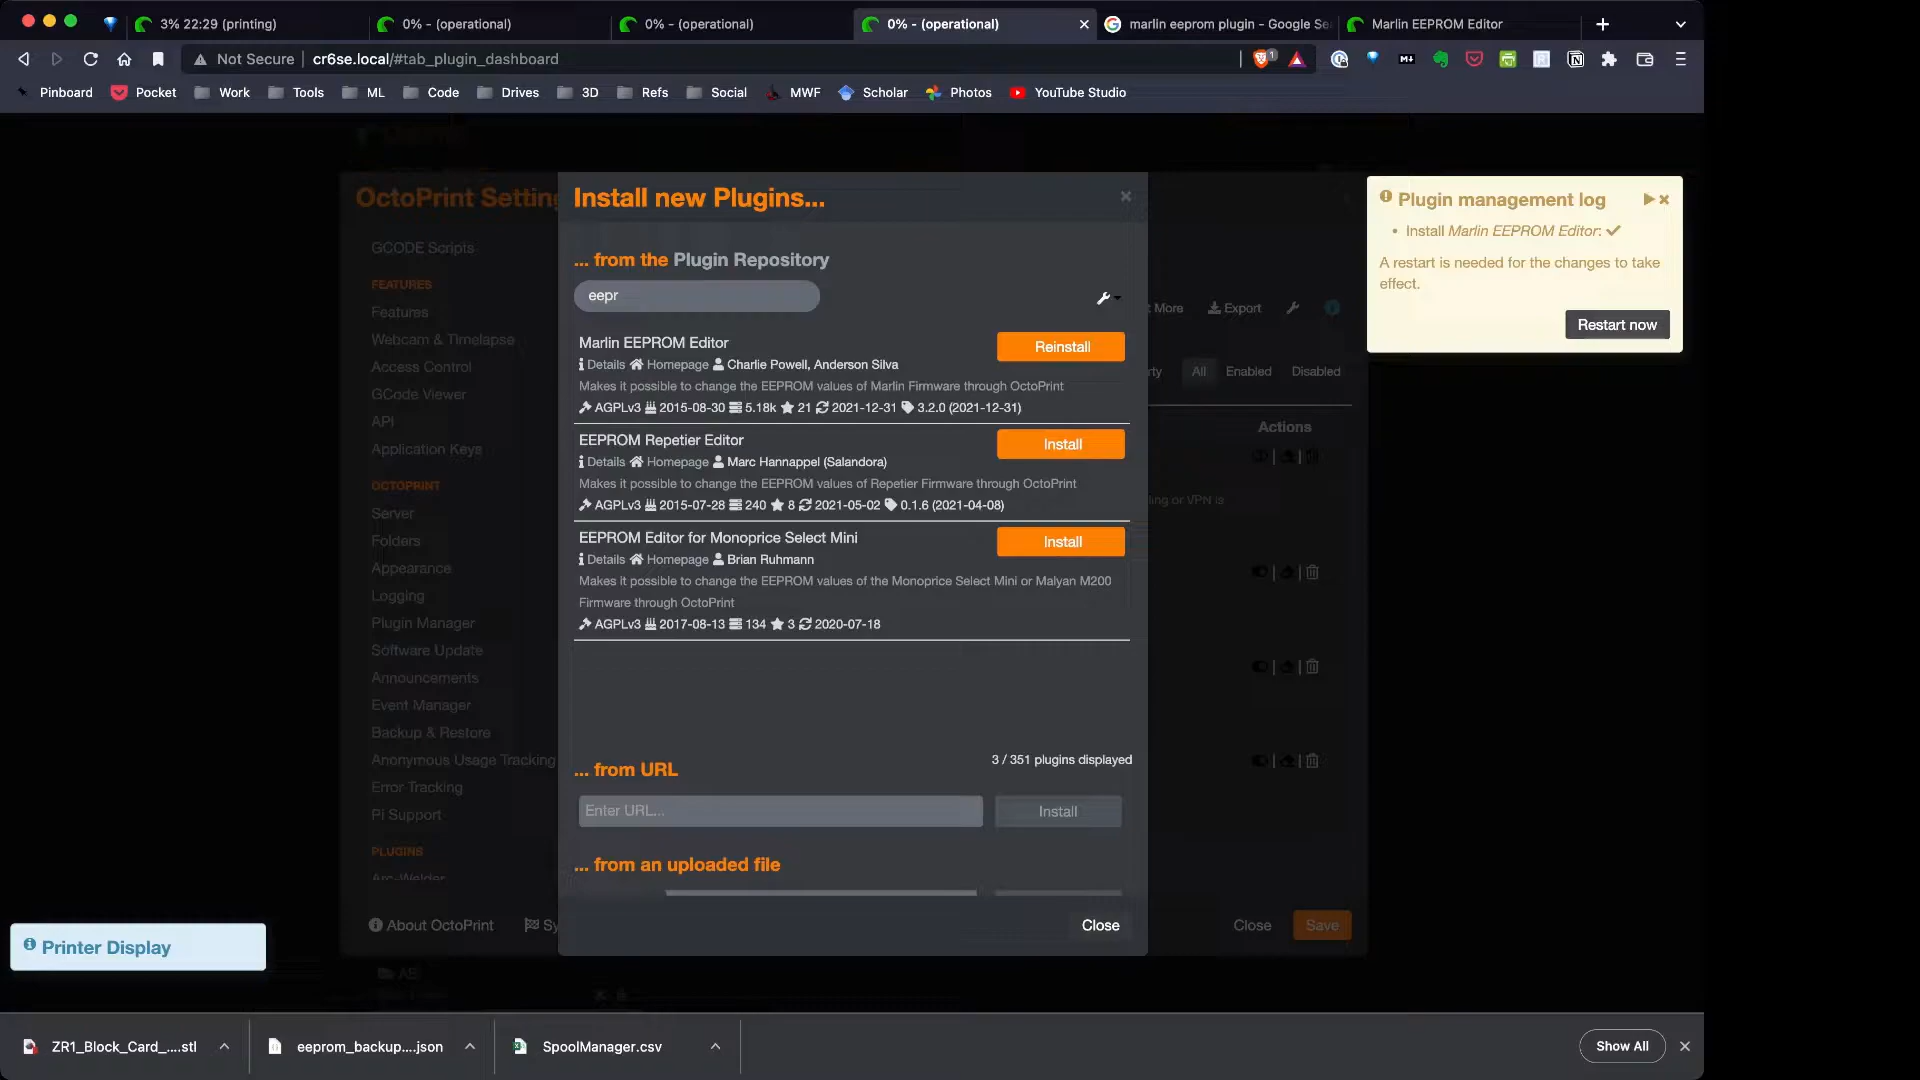 3% 22:29 (printing)
0% - (operational)
0% - (operational)
0% - (operational)
marlin eeprom plugin - Google Se
Marlin EEPROM Editor
Not Secure
cr6se.local/#tab_plugin_dashboard
1
Pinboard
Pocket
Work
Tools
ML
Code
Drives
3D
Refs
Social
MWF
Scholar
Photos
YouTube Studio
OctoPrint Setting
GCODE Scripts
FEATURES
Features
Webcam & Timelapse
Access Control
GCode Viewer
API
Application Keys
OCTOPRINT
Server
Folders
Appearance
Logging
Plugin Manager
Software Update
Announcements
Event Manager
Backup & Restore
Anonymous Usage Tracking
Error Tracking
Pi Support
PLUGINS
Arc-Welder
About OctoPrint
Sy
Install new Plugins...
... from the Plugin Repository
eepr
Marlin EEPROM Editor
Reinstall
Details Homepage Charlie Powell, Anderson Silva
Makes it possible to change the EEPROM values of Marlin Firmware through OctoPrint
AGPLv3 2015-08-30 5.18k 21 2021-12-31 3.2.0 (2021-12-31)
EEPROM Repetier Editor
Install
Details Homepage Marc Hannappel (Salandora)
Makes it possible to change the EEPROM values of Repetier Firmware through OctoPrint
AGPLv3 2015-07-28 240 8 2021-05-02 0.1.6 (2021-04-08)
EEPROM Editor for Monoprice Select Mini
Install
Details Homepage Brian Ruhmann
Makes it possible to change the EEPROM values of the Monoprice Select Mini or Malyan M200
Firmware through OctoPrint
AGPLv3 2017-08-13 134 3 2020-07-18
3 / 351 plugins displayed
... from URL
Enter URL...
Install
... from an uploaded file
Close
t More
Export
rty
All
Enabled
Disabled
Actions
ling or VPN is
Close
Save
Plugin management log
• Install Marlin EEPROM Editor: ✓
A restart is needed for the changes to take
effect.
Restart now
Printer Display
ZR1_Block_Card_....stl
eeprom_backup....json
SpoolManager.csv
Show All